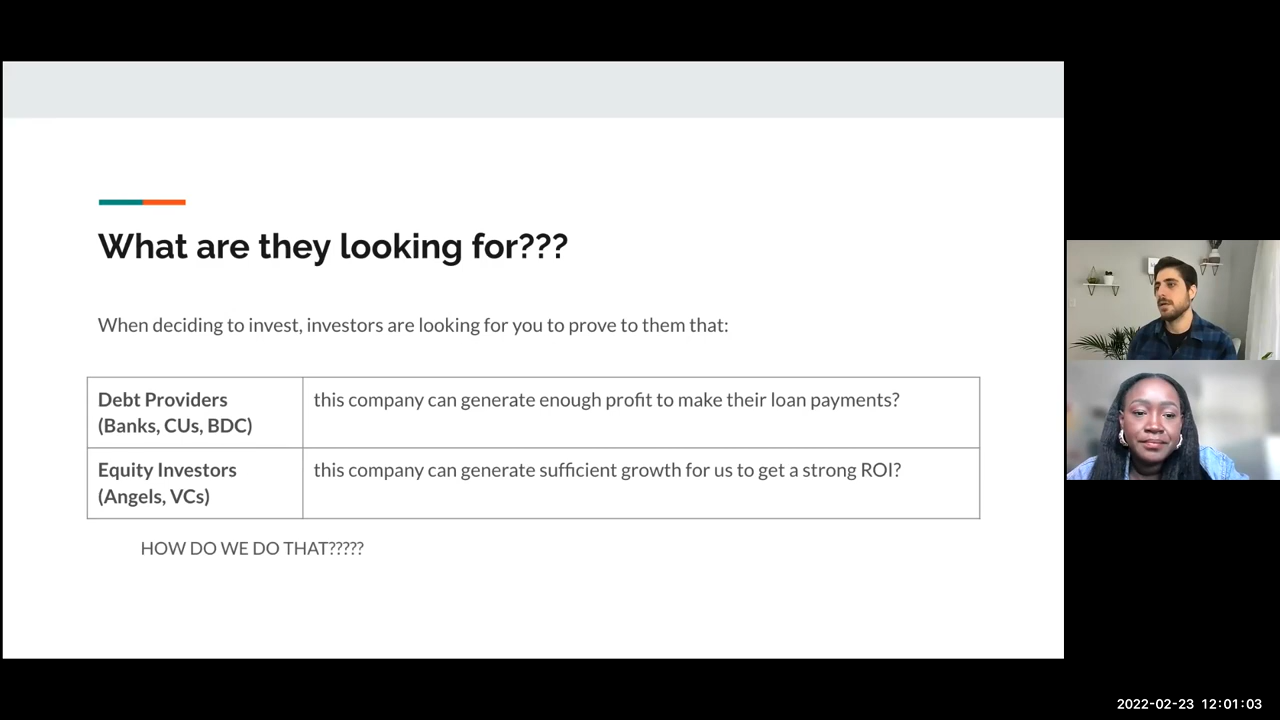 What are they looking for???
When deciding to invest, investors are looking for you to prove to them that:
Debt Providers
(Banks, CUs, BDC)
this company can generate enough profit to make their loan payments?
Equity Investors
(Angels, VCs)
this company can generate sufficient growth for us to get a strong ROI?
HOW DO WE DO THAT?????
2022-02-23 12:01:03